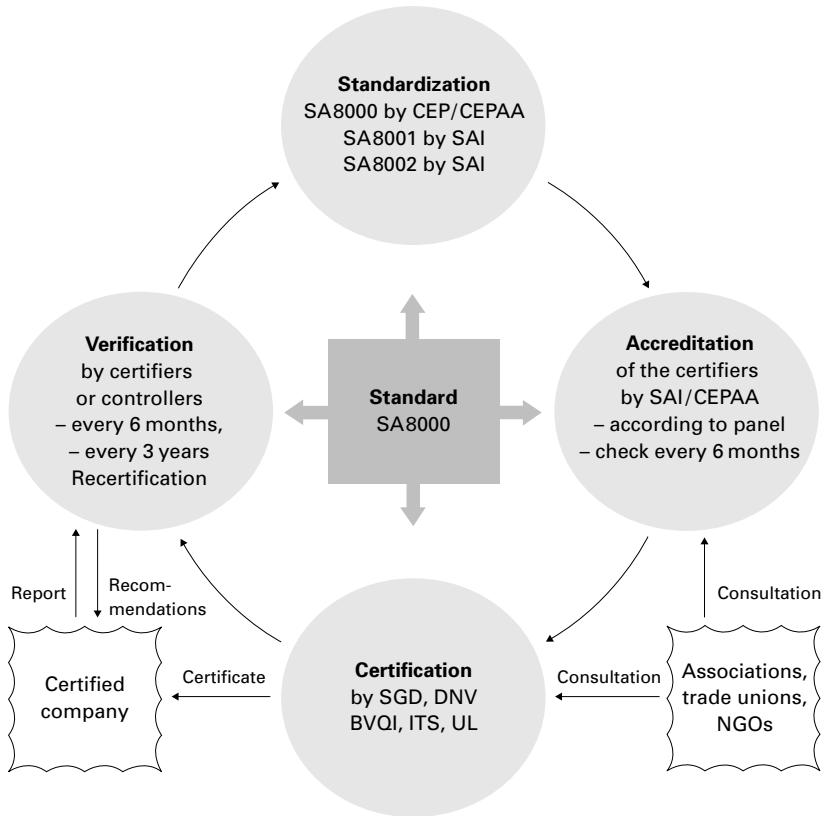 Standardization
SA8000 by CEP/CEPAA
SA8001 by SAI
SA8002 by SAI
Verification
by certifiers
or controllers
– every 6 months,
– every 3 years
Recertification
Standard
SA8000
Accreditation
of the certifiers
by SAI/CEPAA
– according to panel
– check every 6 months
Report
Recom-
mendations
Consultation
Certified
company
Certificate
Certification
by SGD, DNV
BVQI, ITS, UL
Consultation
Associations,
trade unions,
NGOs